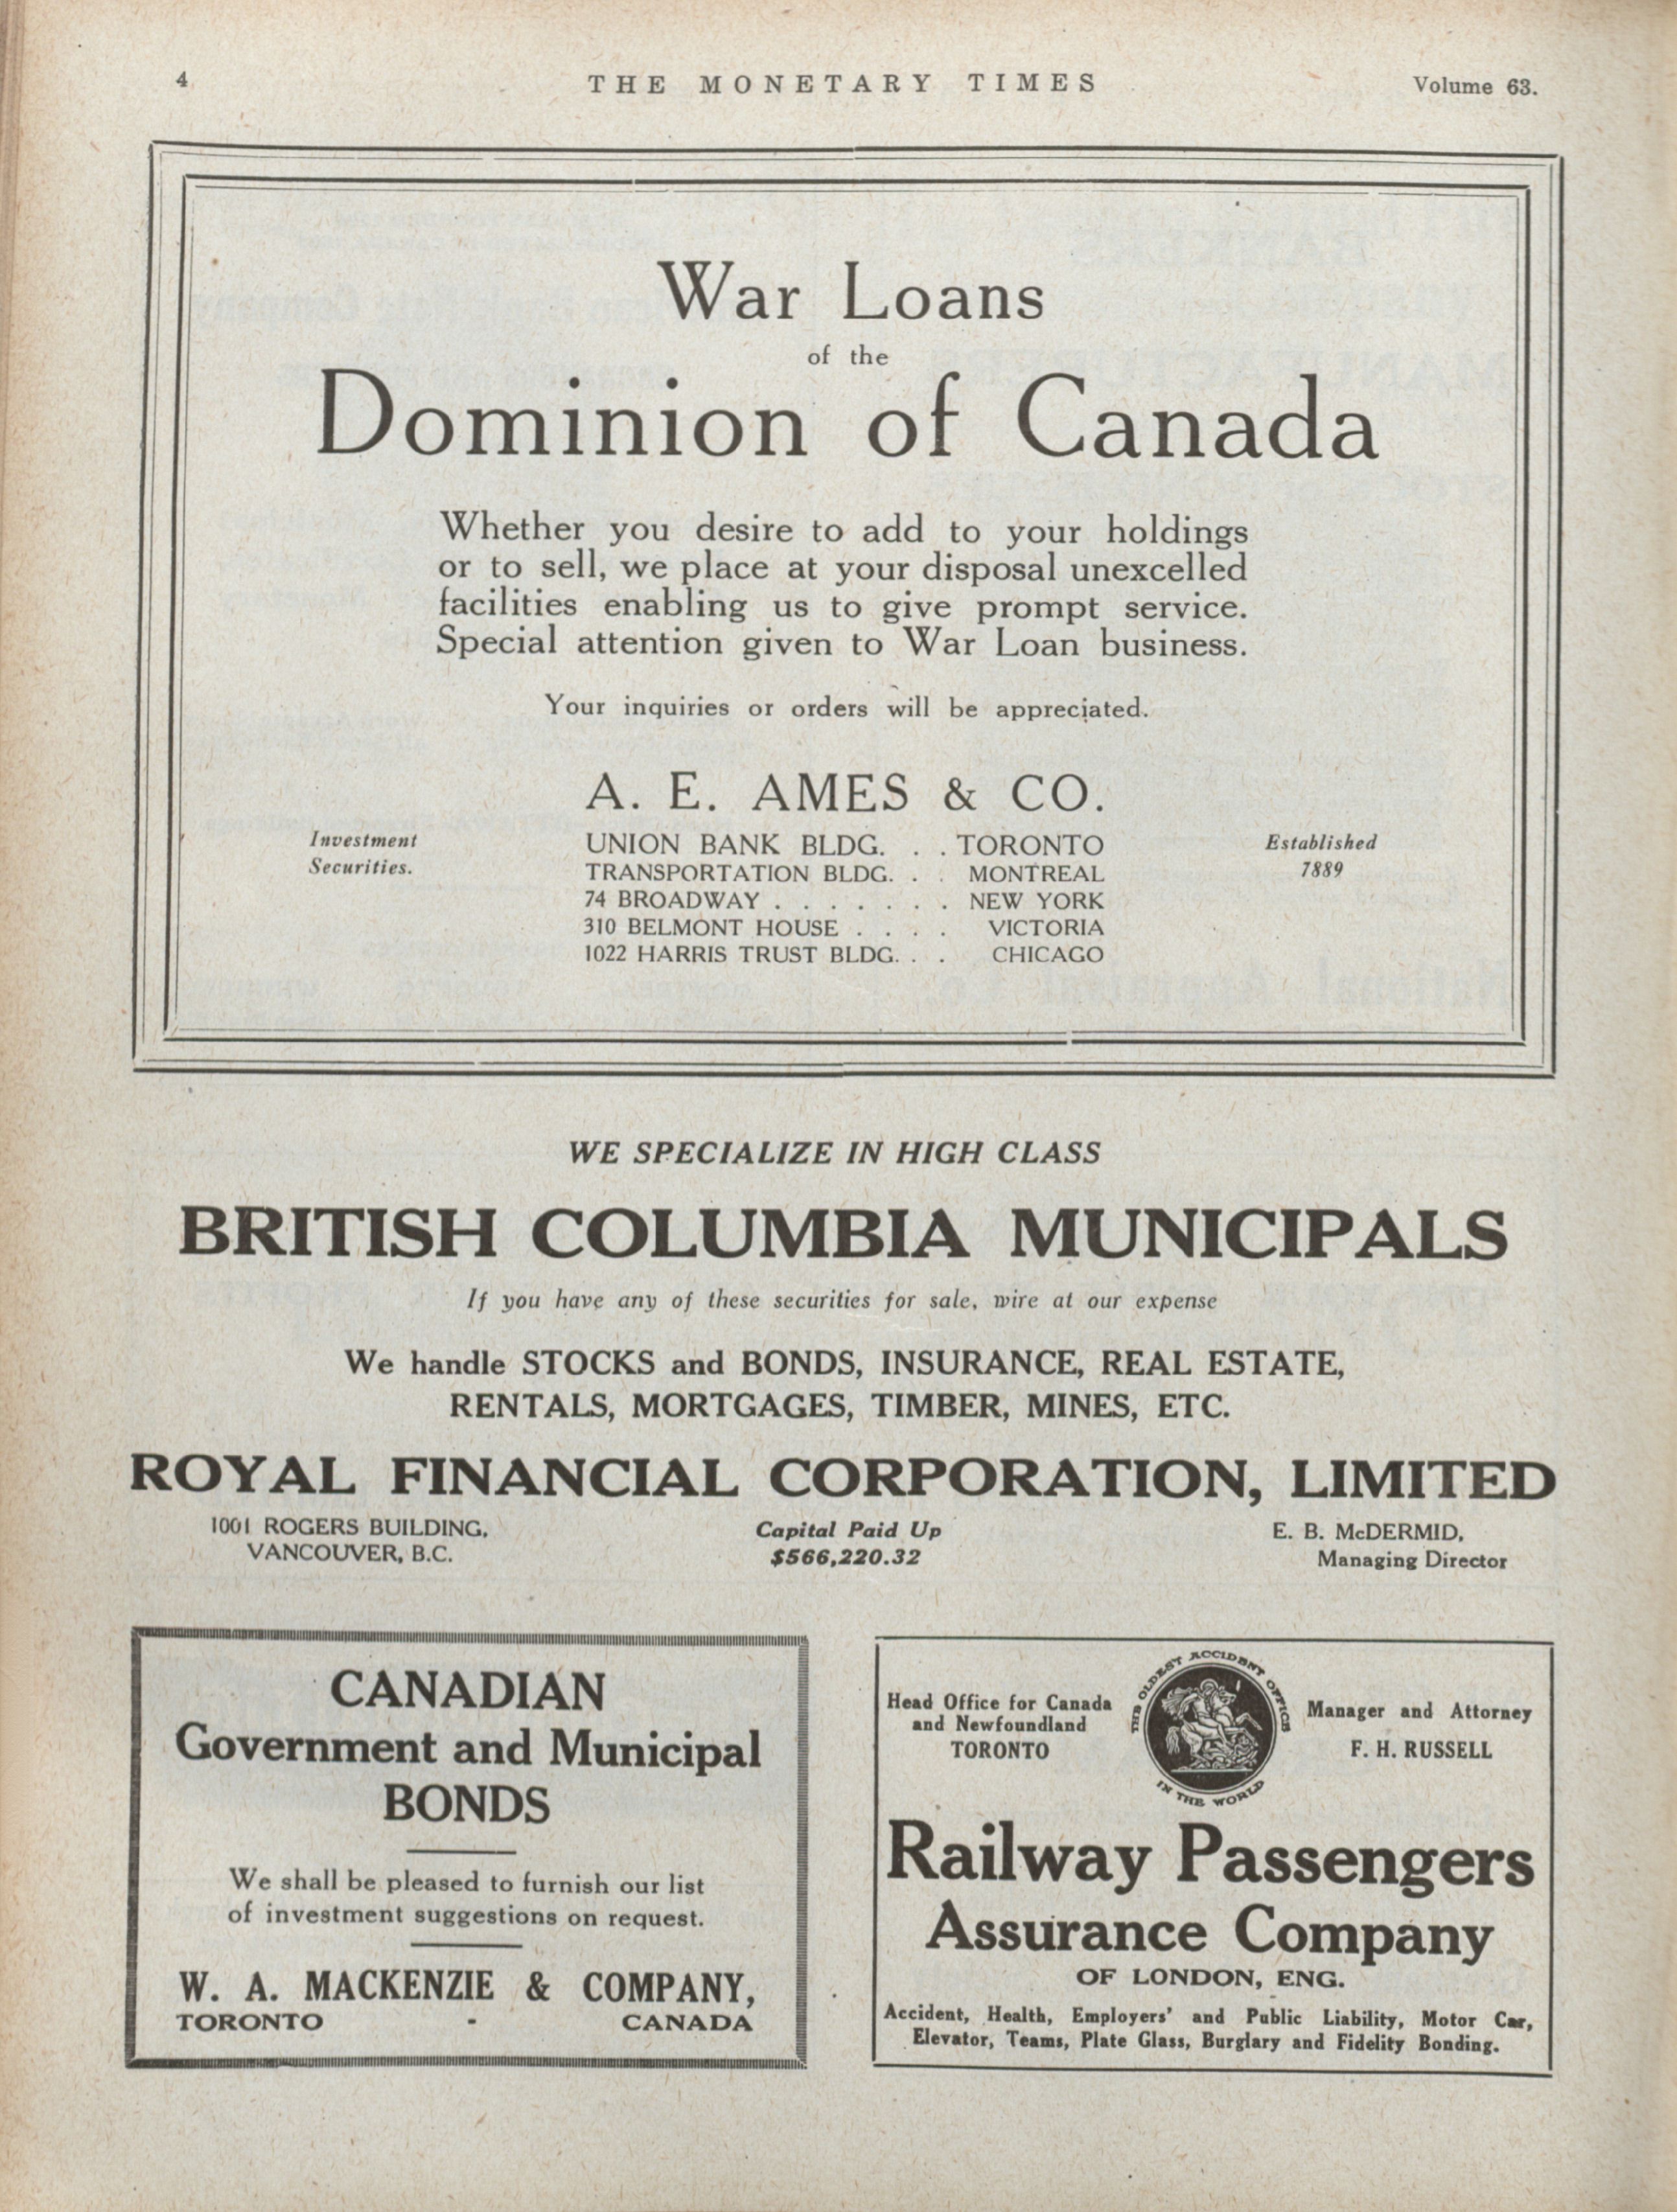 4
THE MONETARY TIMES
Volume 63.
War Loans
of the
Dominion of Canada
Whether you desire to add to your holdings
or to sell, we place at your disposal unexcelled
facilities enabling us to give prompt service.
Special attention given to War Loan business.
Your inquiries or orders will be appreciated.
A. E. AMES & CO.
Investment
Securities.
UNION BANK BLDG. . . TORONTO
TRANSPORTATION BLDG. . . MONTREAL
74 BROADWAY . . . . . . . NEW YORK
310 BELMONT HOUSE . . . . VICTORIA
1022 HARRIS TRUST BLDG. . . CHICAGO
Established
1889
WE SPECIALIZE IN HIGH CLASS
BRITISH COLUMBIA MUNICIPALS
If you have any of these securities for sale, wire at our expense
We handle STOCKS and BONDS, INSURANCE, REAL ESTATE,
RENTALS, MORTGAGES, TIMBER, MINES, ETC.
ROYAL FINANCIAL CORPORATION, LIMITED
1001 ROGERS BUILDING,
VANCOUVER, B.C.
Capital Paid Up
$566,220.32
E. B. McDERMID,
Managing Director
CANADIAN
Government and Municipal
BONDS
We shall be pleased to furnish our list
of investment suggestions on request.
W. A. MACKENZIE & COMPANY,
TORONTO - CANADA
Head Office for Canada
and Newfoundland
TORONTO
THE OLDEST ACCIDENT OFFICE
IN THE WORLD
Manager and Attorney
F. H. RUSSELL
Railway Passengers
Assurance Company
OF LONDON, ENG.
Accident, Health, Employers' and Public Liability, Motor Car,
Elevator, Teams, Plate Glass, Burglary and Fidelity Bonding.